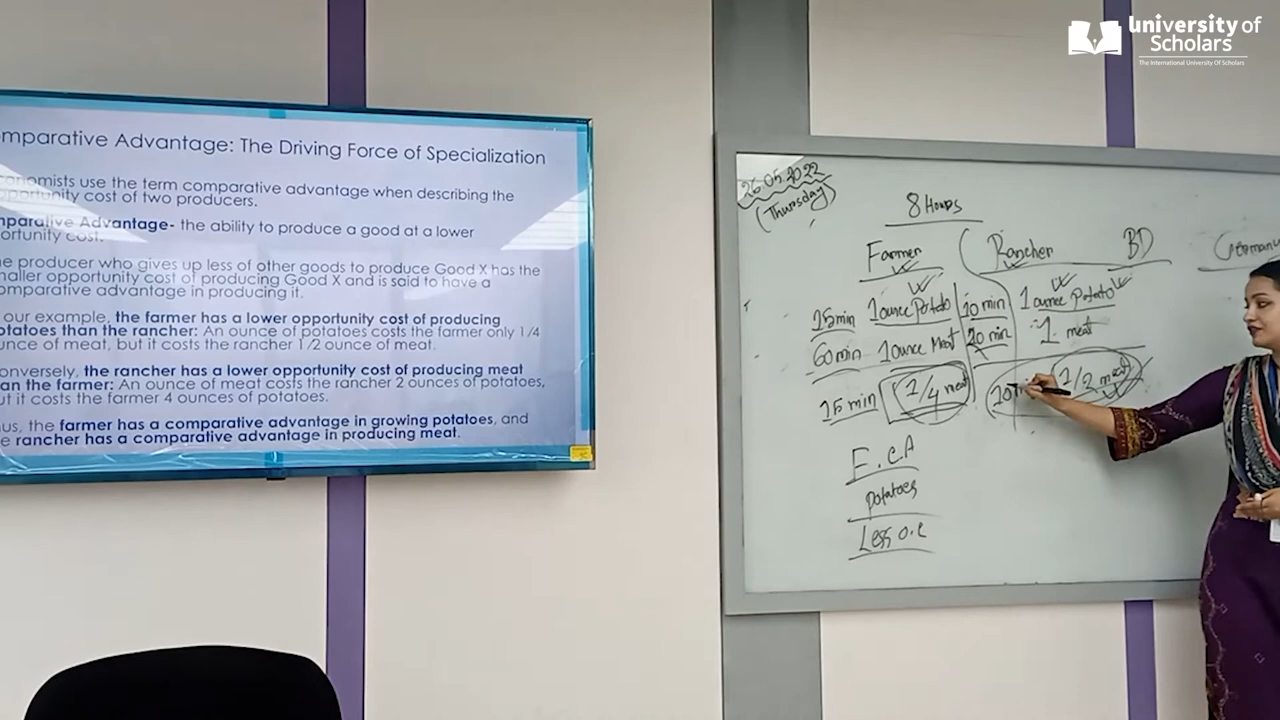 University of
Scholars
The International University Of Scholars
omparative Advantage: The Driving Force of Specialization
conomists use the term comparative advantage when describing the
pportunity cost of two producers.
mparative Advantage- the ability to produce a good at a lower
ortunity cost.
e producer who gives up less of other goods to produce Good X has the
naller opportunity cost of producing Good X and is said to have a
omparative advantage in producing it.
our example, the farmer has a lower opportunity cost of producing
otatoes than the rancher: An ounce of potatoes costs the farmer only 1/4
unce of meat, but it costs the rancher 1/2 ounce of meat.
onversely, the rancher has a lower opportunity cost of producing meat
an the farmer: An ounce of meat costs the rancher 2 ounces of potatoes,
ut it costs the farmer 4 ounces of potatoes.
us, the farmer has a comparative advantage in growing potatoes, and
e rancher has a comparative advantage in producing meat.
26.05.2022
(Thursday)
8 Hours
Farmer Rancher BD Germany
15 min 1 ounce Potato 10 min 1 ounce potato
60 min 1 ounce Meat 20 min 1 meat
15 min 1/4 meat 10 1/2 meat
F.C.A
potatoes
Less o.c